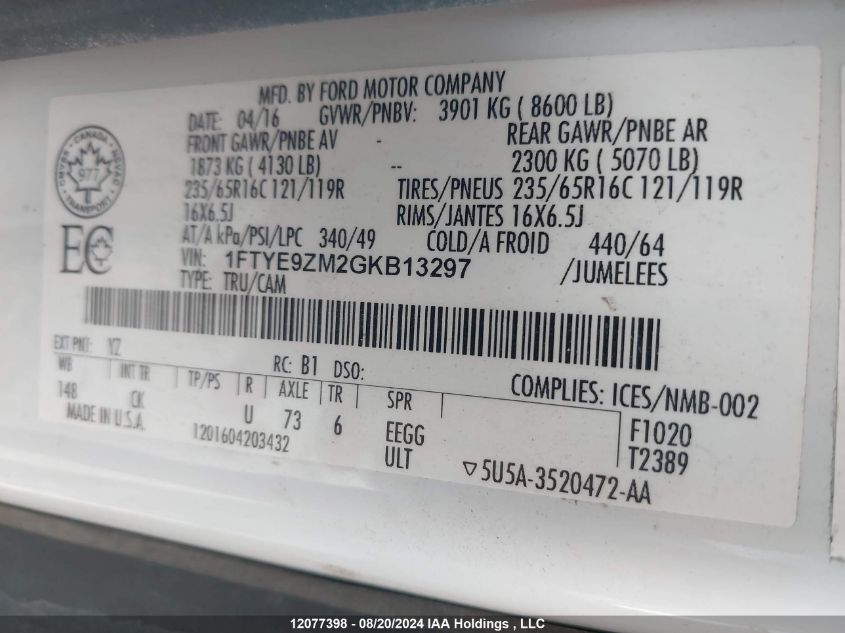 MFD. BY FORD MOTOR COMPANY
DATE: 04/16 GVWR/PNBV: 3901 KG ( 8600 LB)
FRONT GAWR/PNBE AV - REAR GAWR/PNBE AR
1873 KG ( 4130 LB) -- 2300 KG ( 5070 LB)
235/65R16C 121/119R TIRES/PNEUS 235/65R16C 121/119R
16X6.5J RIMS/JANTES 16X6.5J
AT/A kPa/PSI/LPC 340/49 COLD/A FROID 440/64
VIN: 1FTYE9ZM2GKB13297 /JUMELEES
TYPE: TRU/CAM
CANADA
977
TRANSPORT
EC
EXT PNT: YZ RC: B1 DSO:
WB INT TR TP/PS R AXLE TR SPR COMPLIES: ICES/NMB-002
148 CK U 73 6 EEGG F1020
MADE IN U.S.A. 1201604203432 ULT T2389
▽5U5A-3520472-AA
12077398 - 08/20/2024 IAA Holdings , LLC